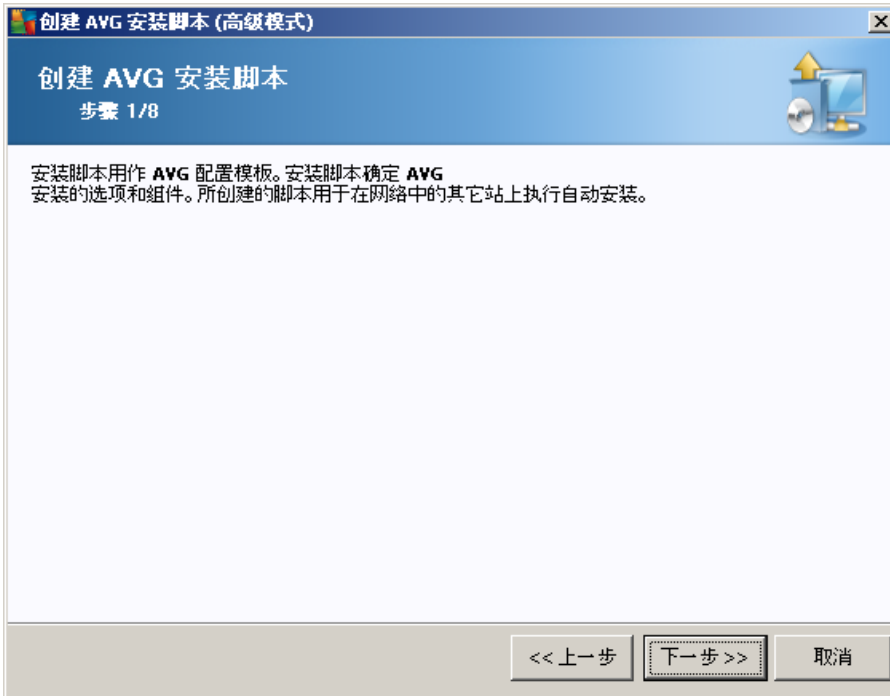 创建 AVG 安装脚本 (高级模式)
创建 AVG 安装脚本
步骤 1/8
安装脚本用作 AVG 配置模板。安装脚本确定 AVG
安装的选项和组件。所创建的脚本用于在网络中的其它站上执行自动安装。
<<上一步
下一步>>
取消